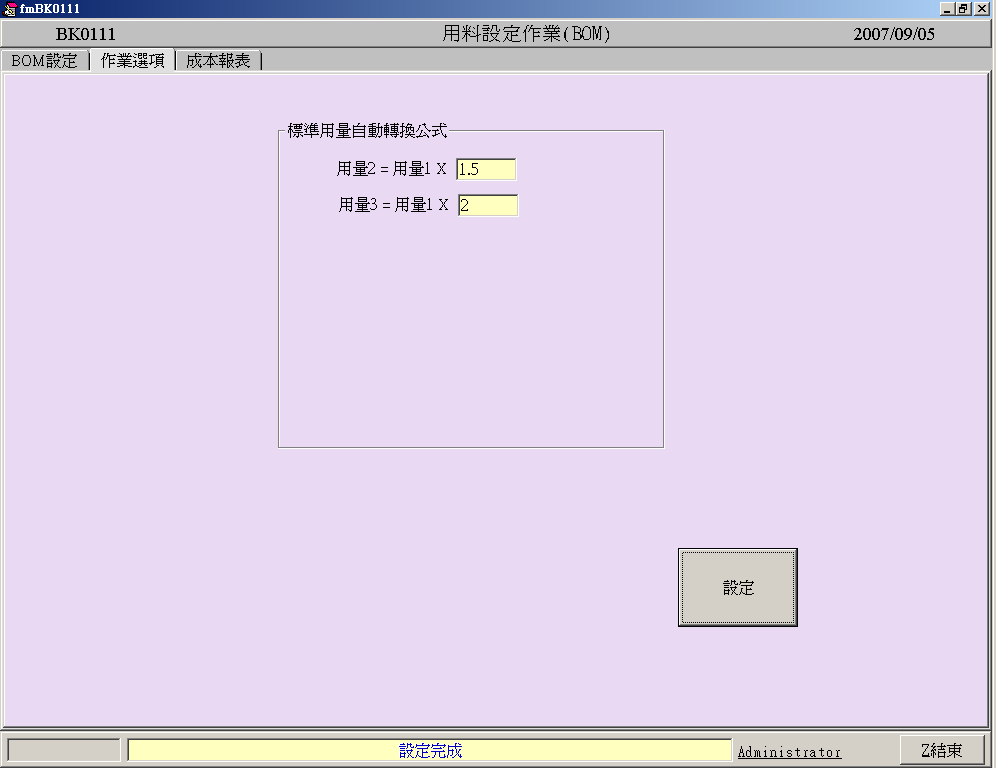 fmBK0111
BK0111 用料設定作業(BOM) 2007/09/05
BOM設定 作業選項 成本報表
標準用量自動轉換公式
用量2 = 用量1 X 1.5
用量3 = 用量1 X 2
設定
設定完成 Administrator Z結束